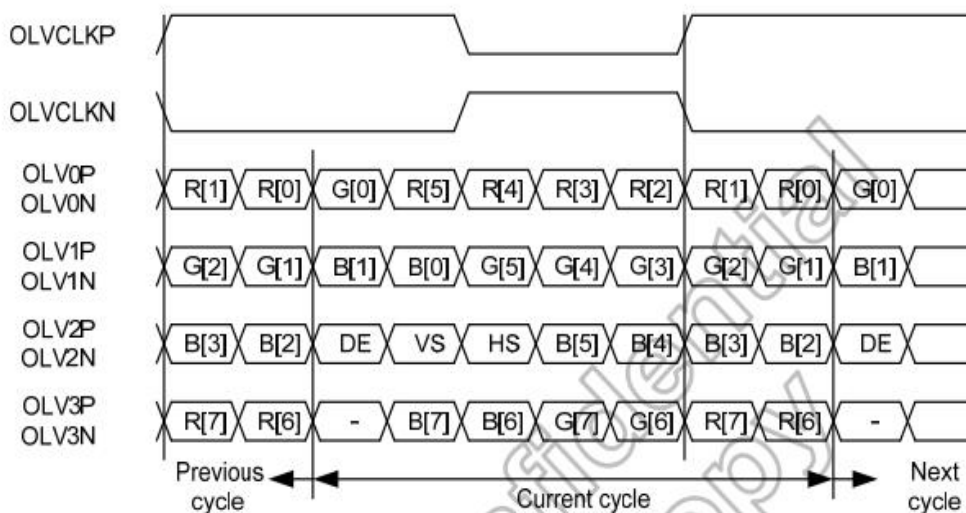 OLVCLKP
OLVCLKN
OLV0P
OLV0N
R[1] R[0] G[0] R[5] R[4] R[3] R[2] R[1] R[0] G[0]
OLV1P
OLV1N
G[2] G[1] B[1] B[0] G[5] G[4] G[3] G[2] G[1] B[1]
OLV2P
OLV2N
B[3] B[2] DE VS HS B[5] B[4] B[3] B[2] DE
OLV3P
OLV3N
R[7] R[6] - B[7] B[6] G[7] G[6] R[7] R[6] -
Previous
cycle
Current cycle
Next
cycle